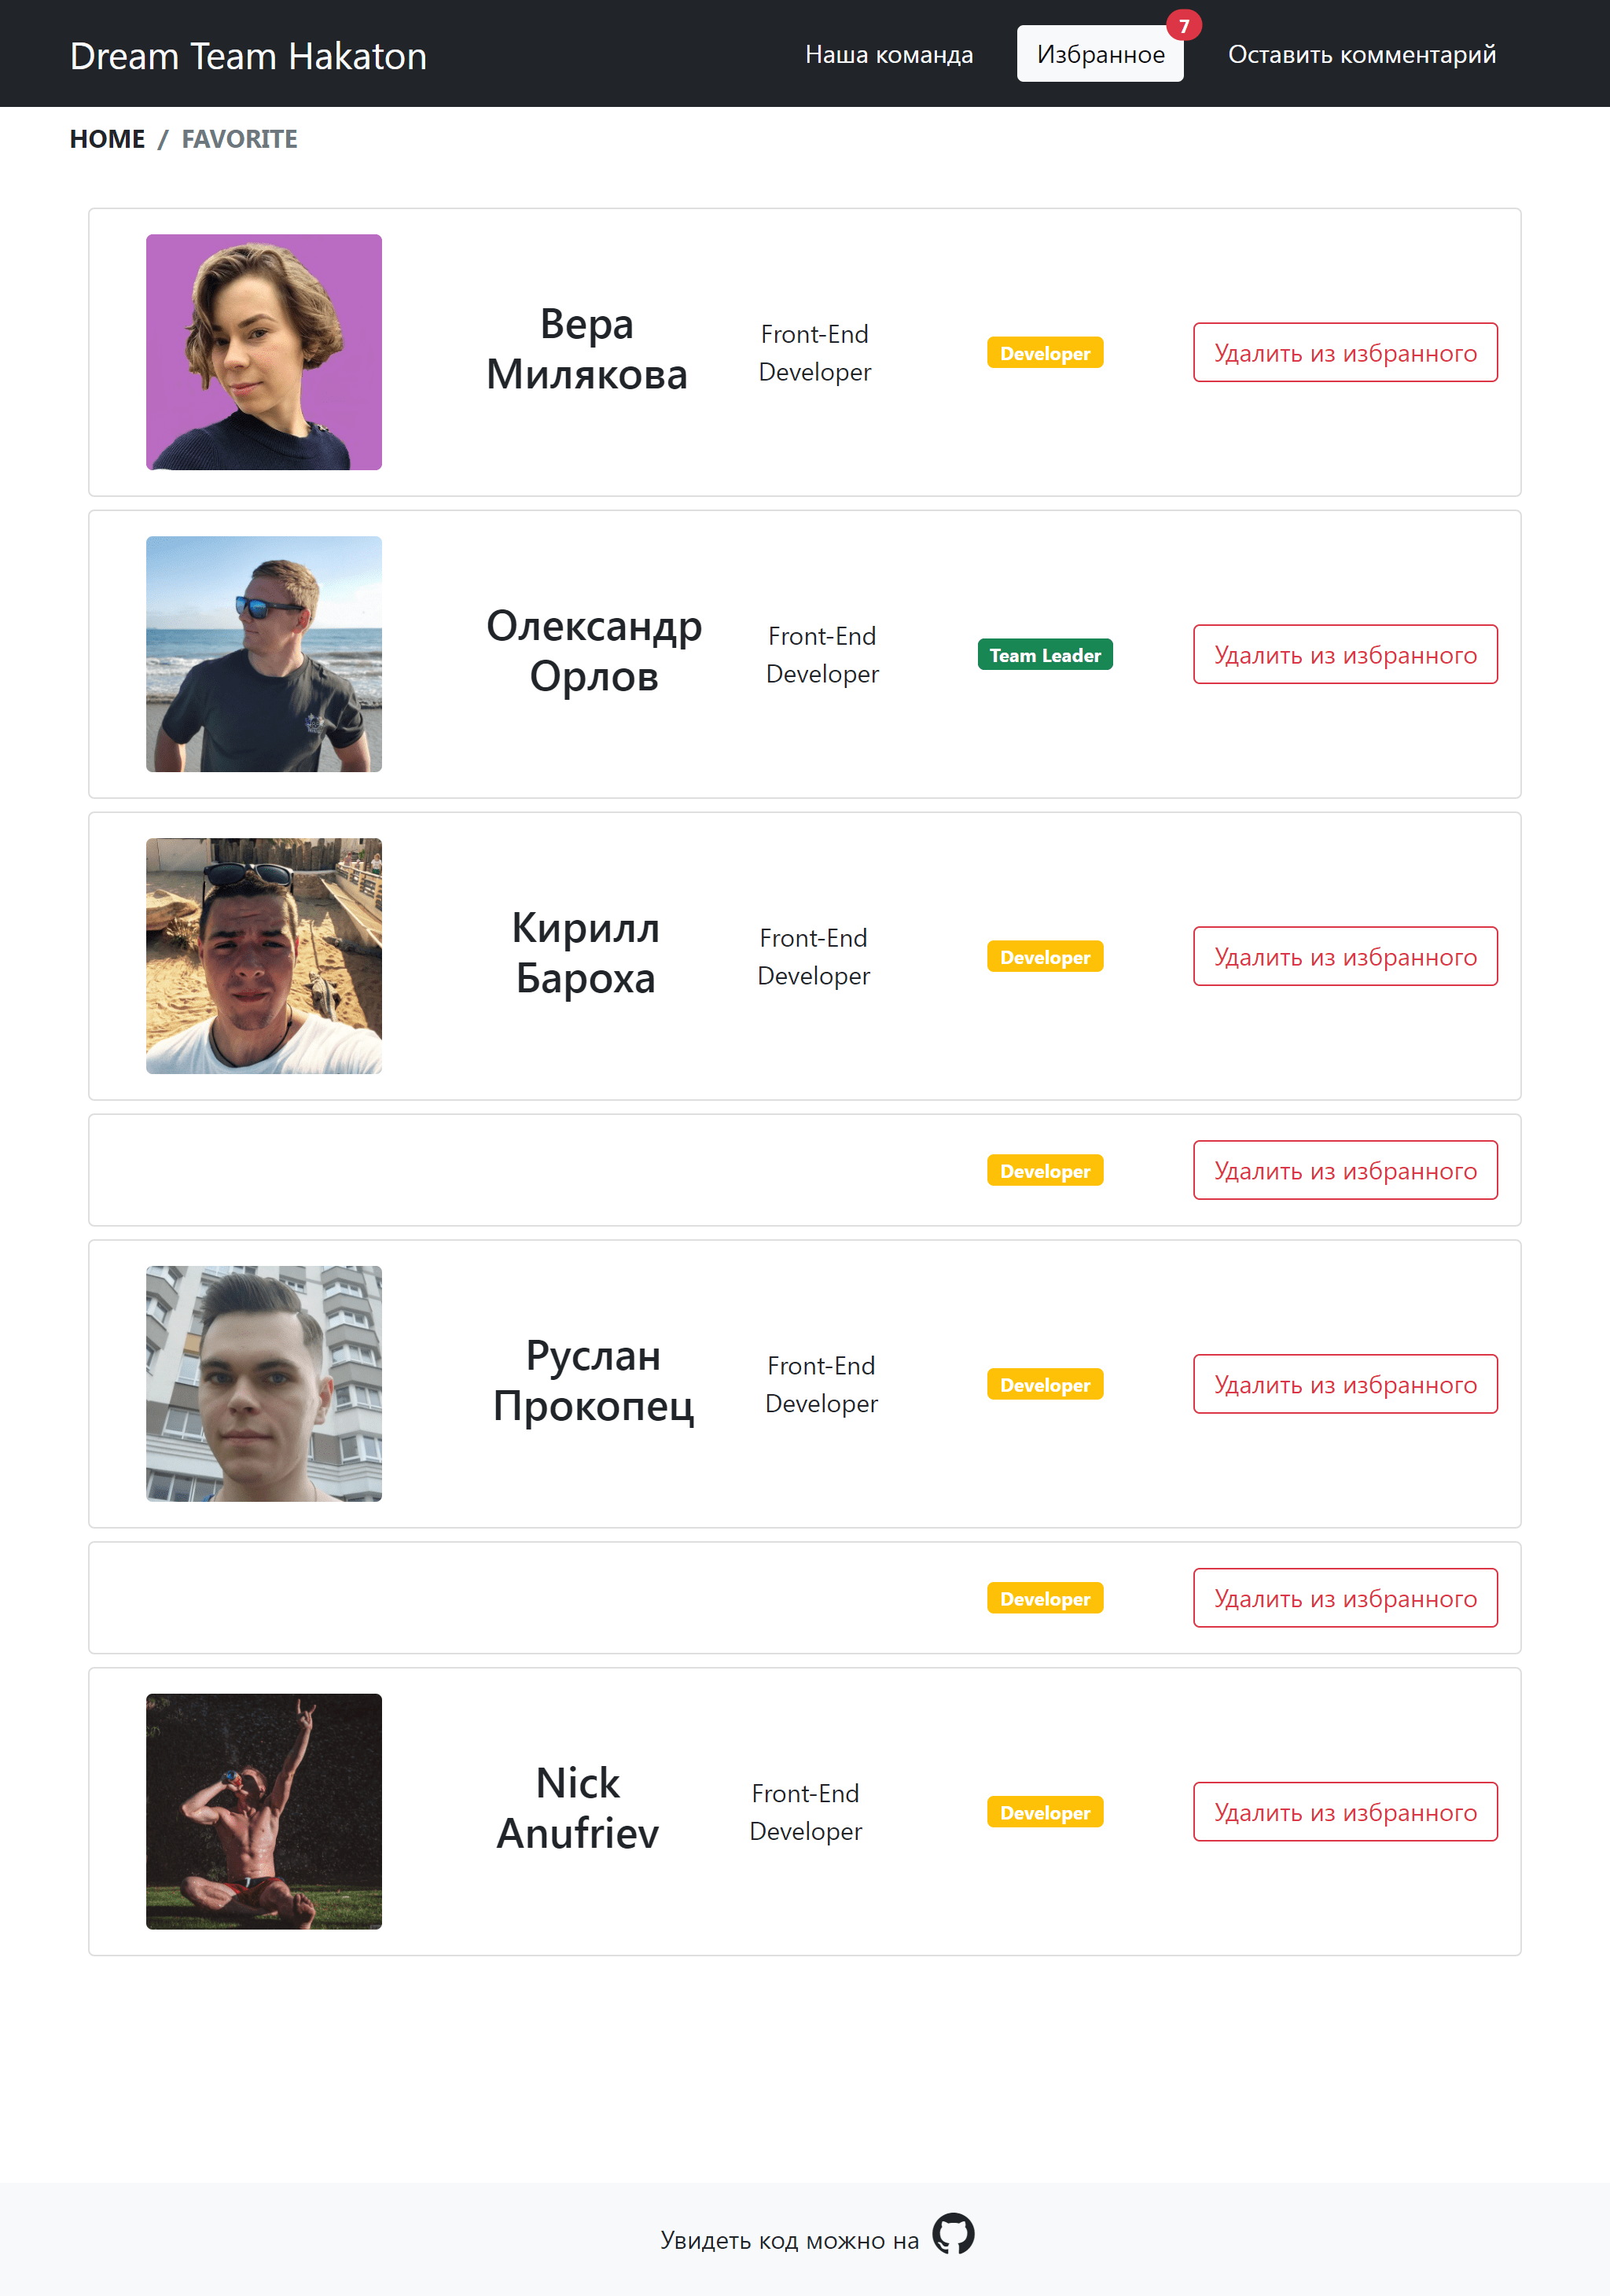 Dream Team Hakaton
Наша команда
Избранное
7
Оставить комментарий
HOME / FAVORITE
Вера
Милякова
Front-End
Developer
Developer
Удалить из избранного
Олександр
Орлов
Front-End
Developer
Team Leader
Удалить из избранного
Кирилл
Бароха
Front-End
Developer
Developer
Удалить из избранного
Developer
Удалить из избранного
Руслан
Прокопец
Front-End
Developer
Developer
Удалить из избранного
Developer
Удалить из избранного
Nick
Anufriev
Front-End
Developer
Developer
Удалить из избранного
Увидеть код можно на